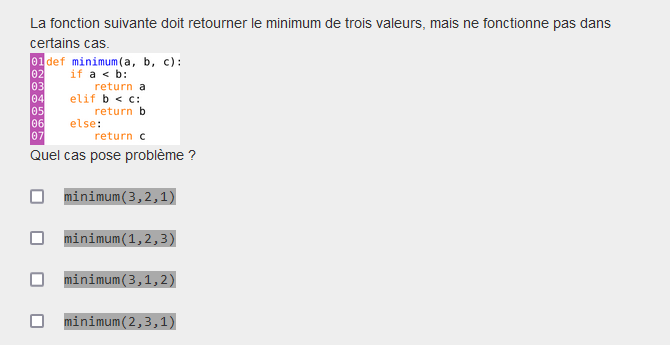 La fonction suivante doit retourner le minimum de trois valeurs, mais ne fonctionne pas dans
certains cas.
01 def minimum(a, b, c):
02     if a < b:
03         return a
04     elif b < c:
05         return b
06     else:
07         return c
Quel cas pose problème ?
minimum(3,2,1)
minimum(1,2,3)
minimum(3,1,2)
minimum(2,3,1)